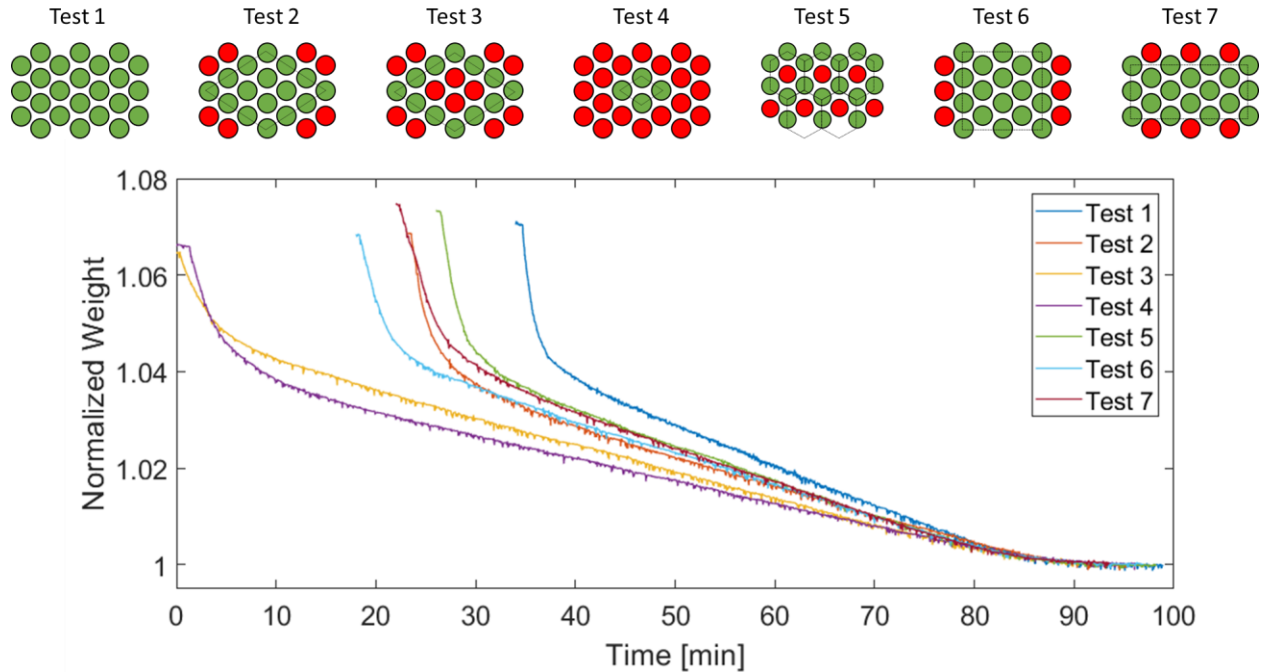 Test 1 Test 2 Test 3 Test 4 Test 5 Test 6 Test 7
1.08
1.06
1.04
1.02
1
Normalized Weight
Test 1
Test 2
Test 3
Test 4
Test 5
Test 6
Test 7
0 10 20 30 40 50 60 70 80 90 100
Time [min]